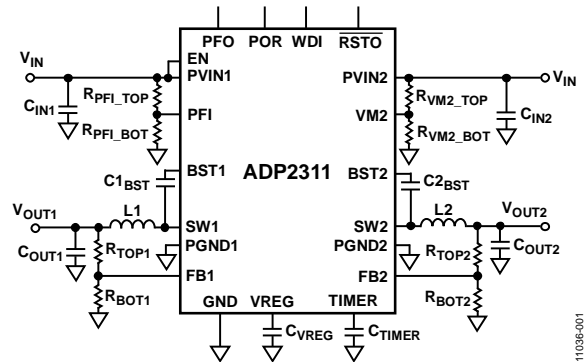 PFO POR WDI RSTO
VIN EN VIN
PVIN1 PVIN2
CIN1 RPFI_TOP RVM2_TOP CIN2
PFI VM2
RPFI_BOT RVM2_BOT
BST1 ADP2311 BST2
C1BST C2BST
VOUT1 L1 SW1 SW2 L2 VOUT2
COUT1 RTOP1 PGND1 PGND2 RTOP2 COUT2
FB1 FB2
RBOT1 RBOT2
GND VREG TIMER
CVREG CTIMER
11036-001